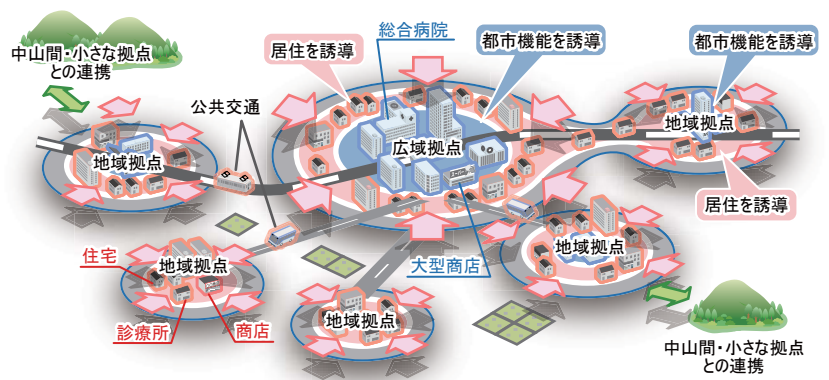 総合病院
都市機能を誘導
都市機能を誘導
居住を誘導
中山間・小さな拠点
との連携
公共交通
地域拠点
広域拠点
地域拠点
居住を誘導
住宅
地域拠点
大型商店
地域拠点
診療所
商店
地域拠点
中山間・小さな拠点
との連携